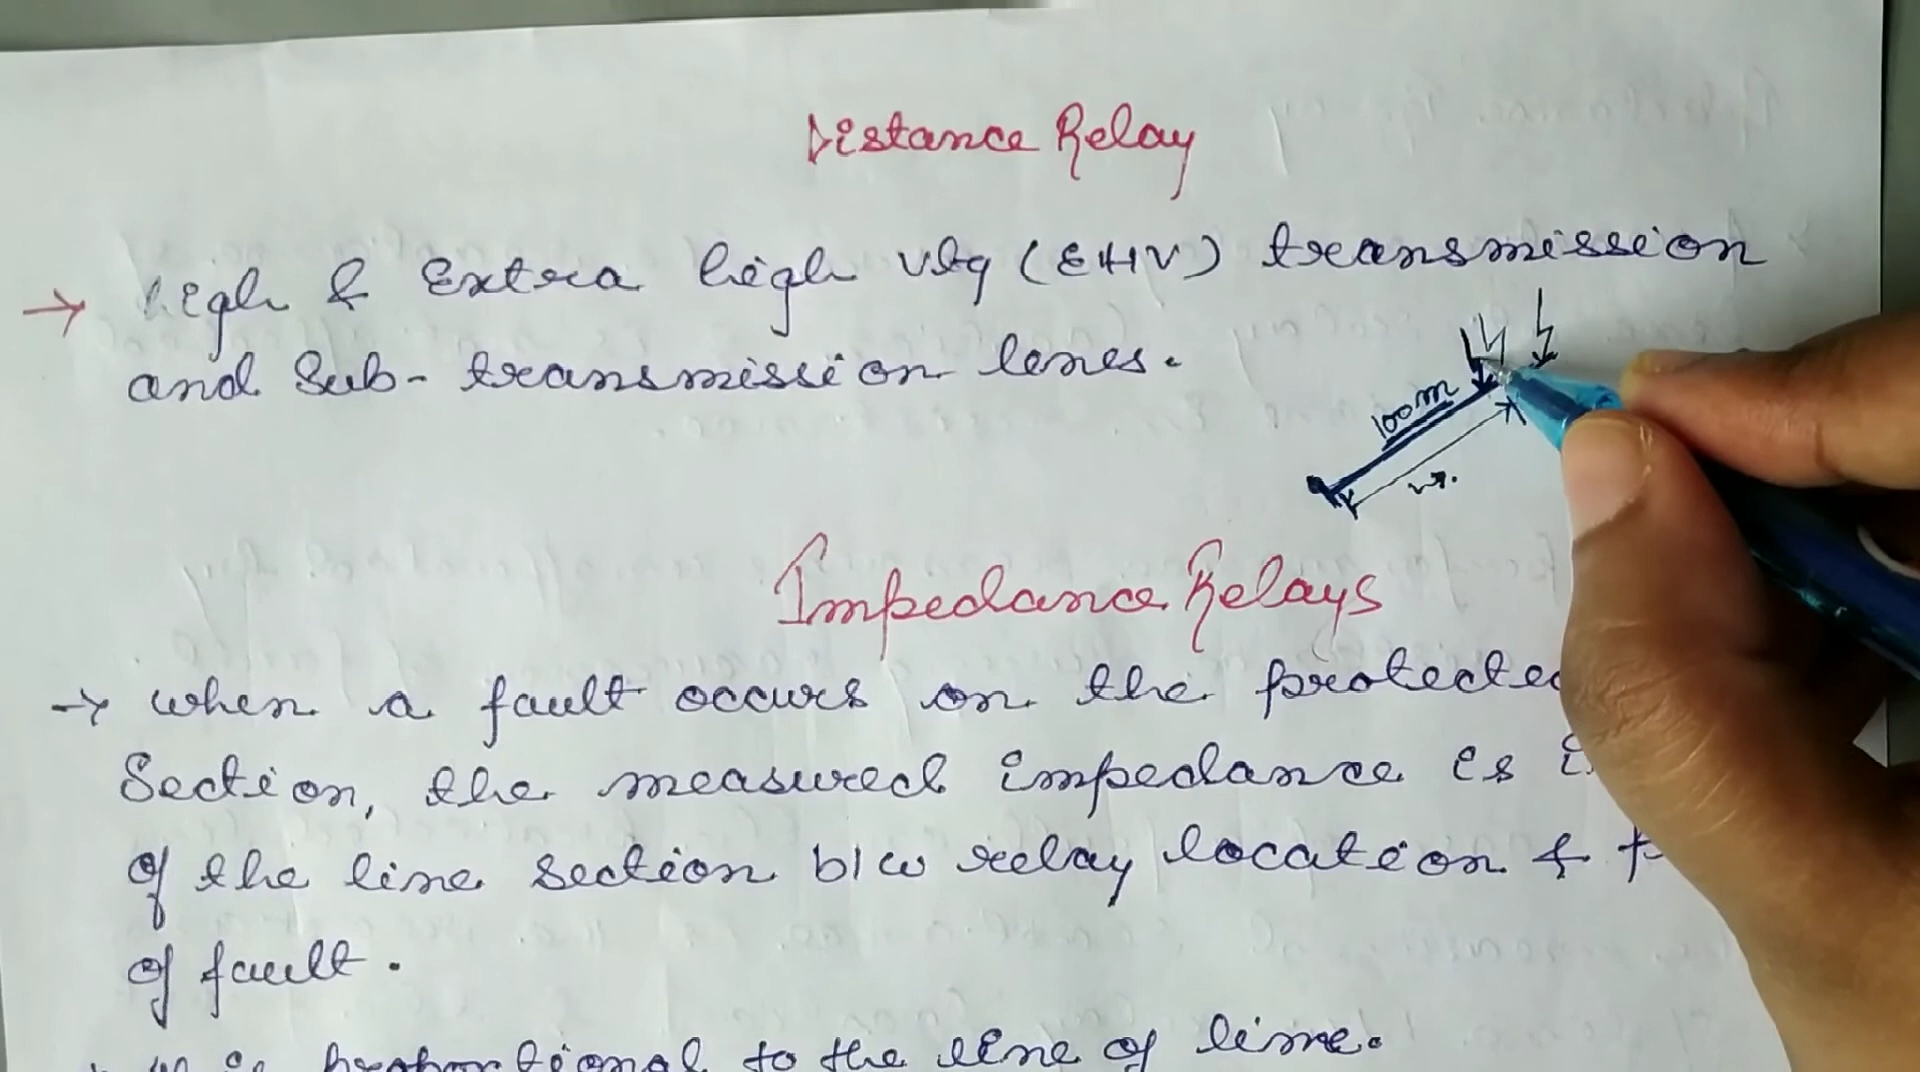 Distance Relay
→ high & Extra high vtg (EHV) transmission
and Sub-transmission lines.
100m
Impedance Relays
→ when a fault occurs on the protected
Section, the measured impedance is
of the line section b/w relay location &
of fault.
is proportional to the line of line.